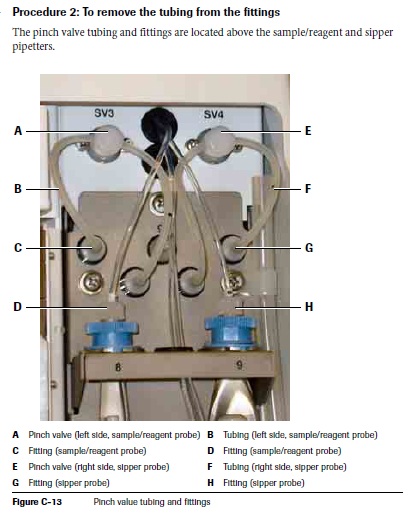 Procedure 2: To remove the tubing from the fittings
The pinch valve tubing and fittings are located above the sample/reagent and sipper
pipetters.
SV3 SV4
A E
B F
C G
D H
8 9
A Pinch valve (left side, sample/reagent probe) B Tubing (left side, sample/reagent probe)
C Fitting (sample/reagent probe) D Fitting (sample/reagent probe)
E Pinch valve (right side, sipper probe) F Tubing (right side, sipper probe)
G Fitting (sipper probe) H Fitting (sipper probe)
Figure C-13 Pinch value tubing and fittings